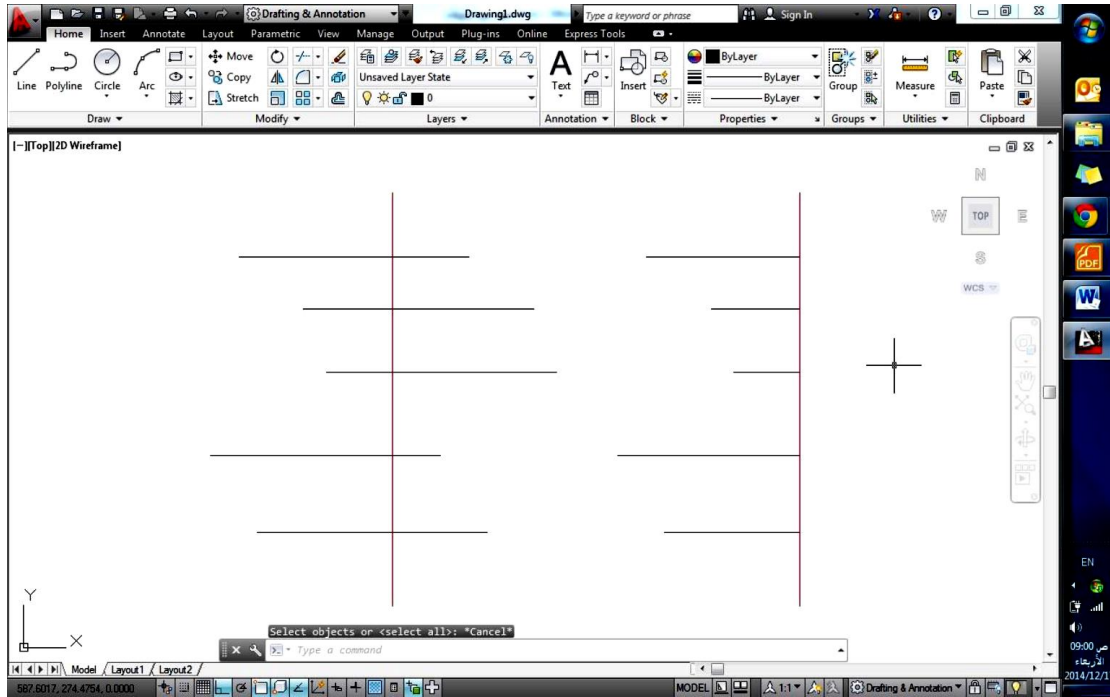 Drafting & Annotation
Drawing1.dwg
Type a keyword or phrase
Sign In
Home Insert Annotate Layout Parametric View Manage Output Plug-ins Online Express Tools
Line Polyline Circle Arc
Move
Copy
Stretch
Unsaved Layer State
0
Text
Insert
ByLayer
ByLayer
ByLayer
Group
Measure
Paste
Draw Modify Layers Annotation Block Properties Groups Utilities Clipboard
[−][Top][2D Wireframe]
N
W TOP E
S
WCS
PDF
W
A
Y
X
Select objects or <select all>: *Cancel*
Type a command
Model Layout1 Layout2
587.6017, 274.4754, 0.0000
MODEL
1:1
Drafting & Annotation
EN
09:00 ص
الأربعاء
2014/12/1